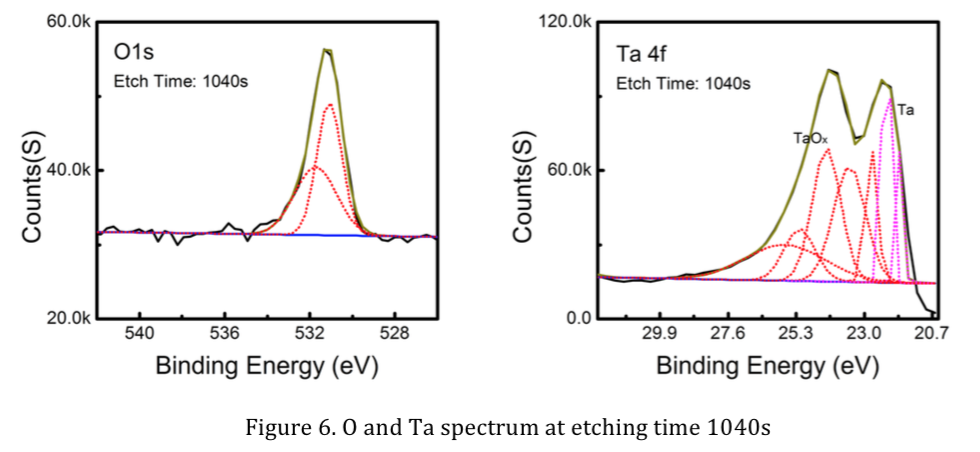 60.0k
O1s
Etch Time: 1040s
40.0k
20.0k
Counts(S)
540 536 532 528
Binding Energy (eV)
120.0k
Ta 4f
Etch Time: 1040s
Ta
TaOx
60.0k
0.0
Counts(S)
29.9 27.6 25.3 23.0 20.7
Binding Energy (eV)
Figure 6. O and Ta spectrum at etching time 1040s